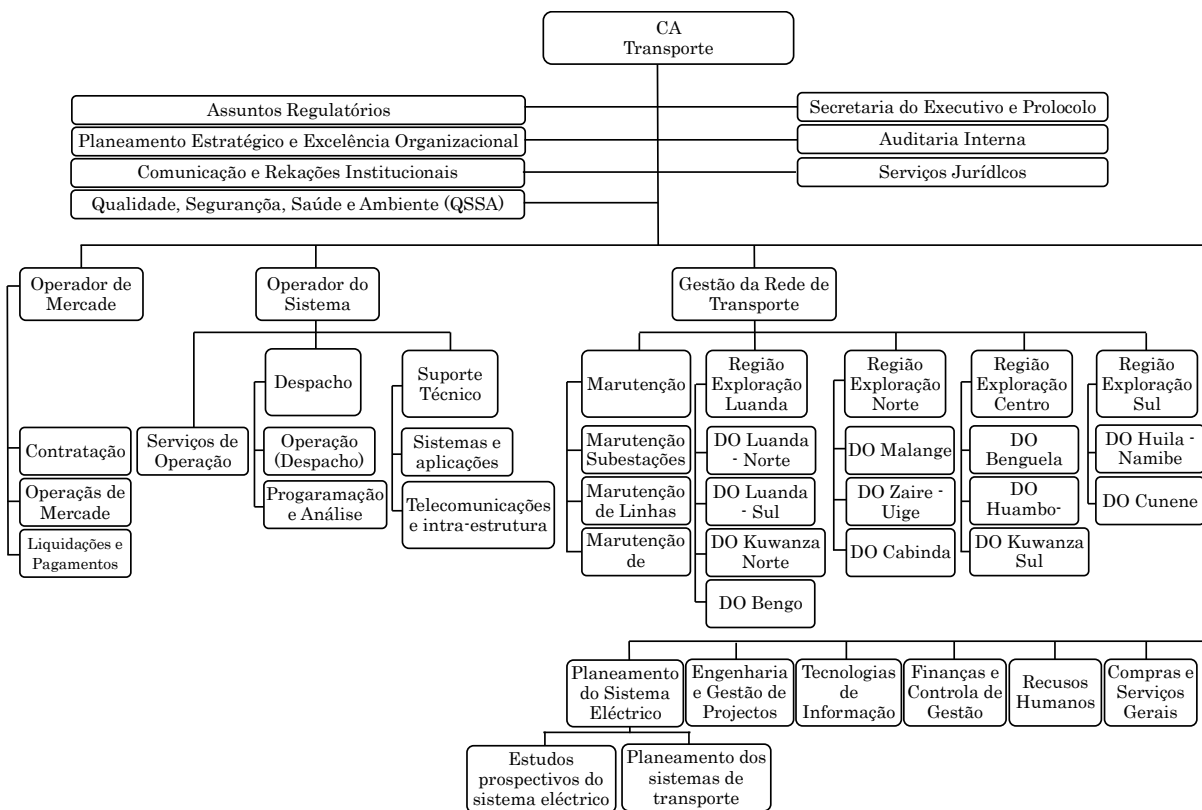 CA
Transporte
Assuntos Regulatórios
Secretaria do Executivo e Prolocolo
Planeamento Estratégico e Excelência Organizacional
Auditaria Interna
Comunicação e Rekações Institucionais
Serviços Jurídlcos
Qualidade, Segurançõa, Saúde e Ambiente (QSSA)
Operador de
Mercade
Operador do
Sistema
Gestão da Rede de
Transporte
Contratação
Operaçãs de
Mercade
Liquidações e
Pagamentos
Serviços de
Operação
Despacho
Operação
(Despacho)
Progaramação
e Análise
Suporte
Técnico
Sistemas e
aplicações
Telecomunicações
e intra-estrutura
Marutenção
Marutenção
Subestações
Marutenção
de Linhas
Marutenção
de
Região
Exploração
Luanda
DO Luanda
- Norte
DO Luanda
- Sul
DO Kuwanza
Norte
DO Bengo
Região
Exploração
Norte
DO Malange
DO Zaire -
Uige
DO Cabinda
Região
Exploração
Centro
DO
Benguela
DO
Huambo-
DO Kuwanza
Sul
Região
Exploração
Sul
DO Huila -
Namibe
DO Cunene
Planeamento
do Sistema
Eléctrico
Engenharia
e Gestão de
Projectos
Tecnologias
de
Informação
Finanças e
Controla de
Gestão
Recusos
Humanos
Compras e
Serviços
Gerais
Estudos
prospectivos do
sistema eléctrico
Planeamento dos
sistemas de
transporte